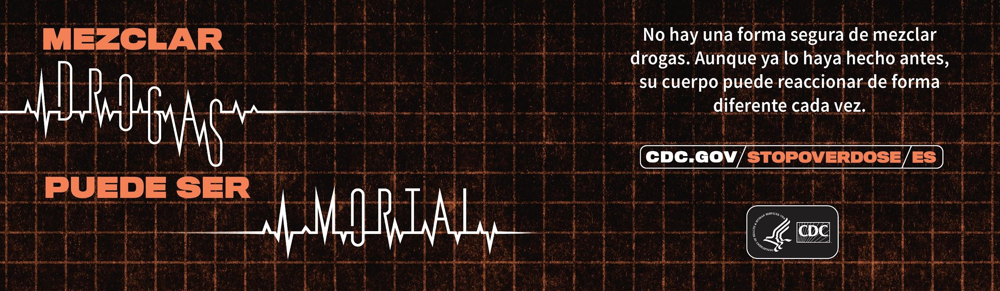 MEZCLAR
DROGAS
PUEDE SER
MORTAL
No hay una forma segura de mezclar
drogas. Aunque ya lo haya hecho antes,
su cuerpo puede reaccionar de forma
diferente cada vez.
CDC.GOV/STOPOVERDOSE/ES
DEPARTMENT OF HEALTH & HUMAN SERVICES·USA
CDC